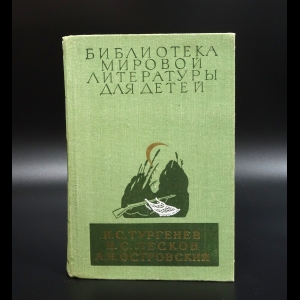 БИБЛИОТЕКА
МИРОВОЙ
ЛИТЕРАТУРЫ
ДЛЯ ДЕТЕЙ
И.С.ТУРГЕНЕВ
Н.С.ЛЕСКОВ
А.Н.ОСТРОВСКИЙ